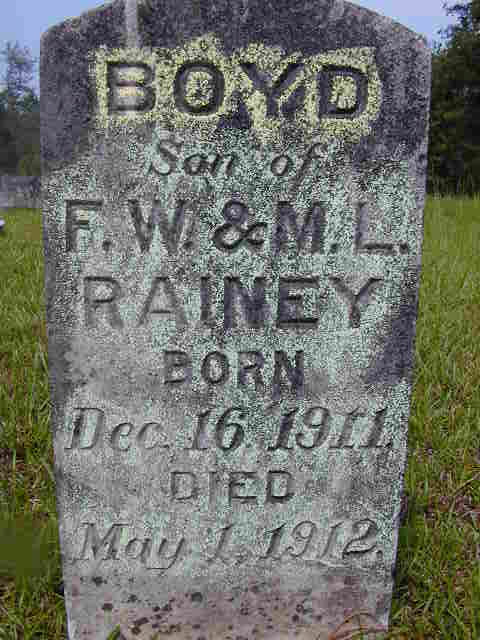 BOYD
Son of
F. W. & M. L.
RAINEY
BORN
Dec. 16. 1911.
DIED
May 1, 1912.